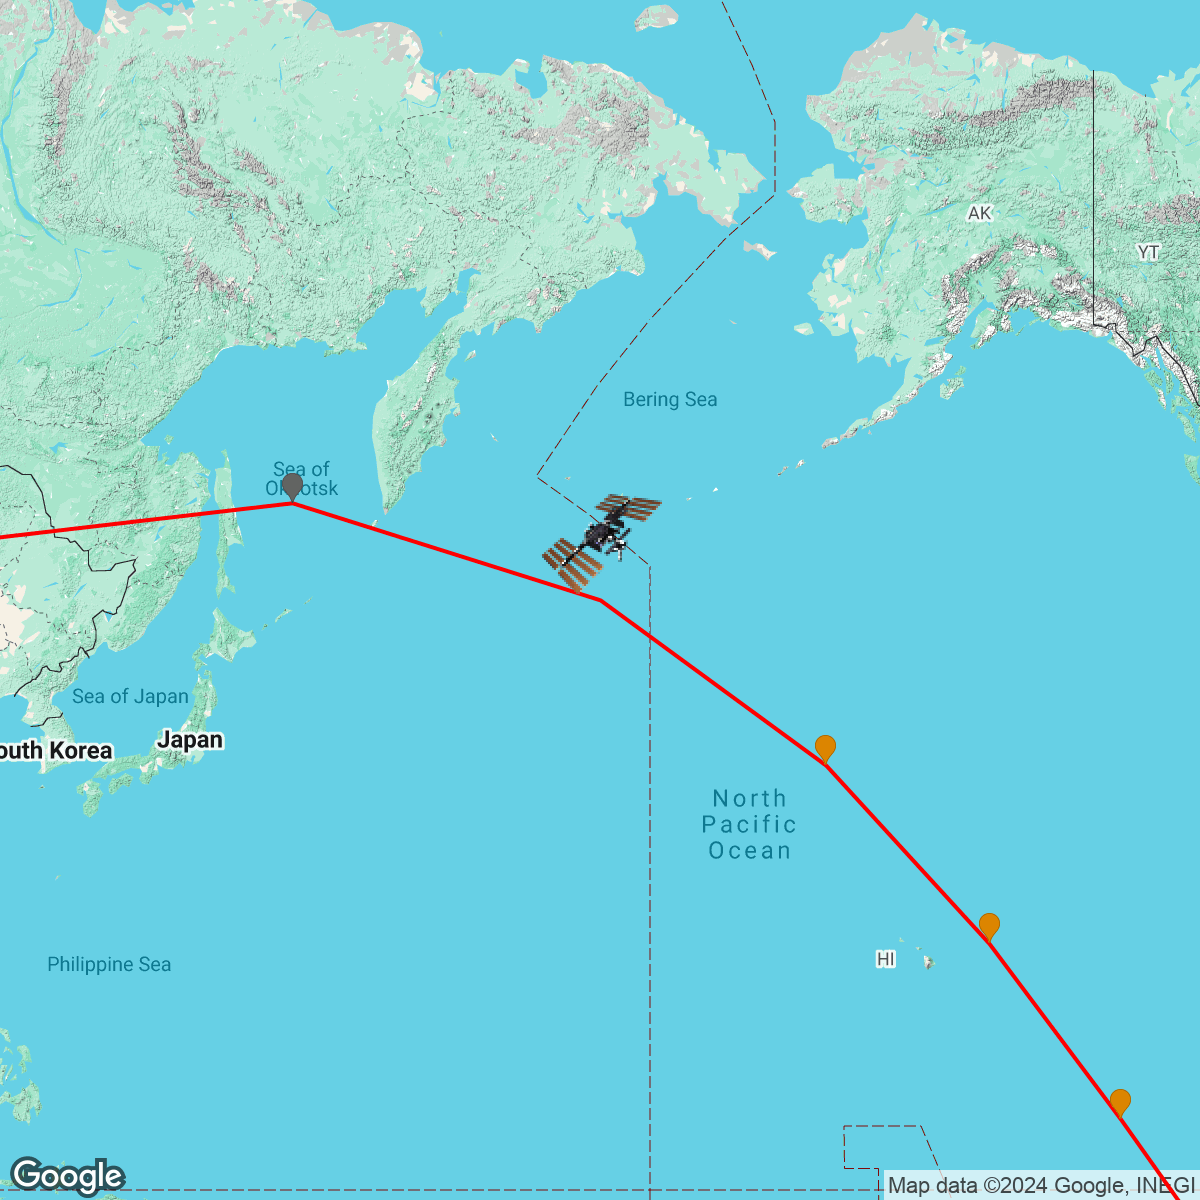 AK
YT
Bering Sea
Sea of
Okhotsk
Sea of Japan
Japan
outh Korea
North
Pacific
Ocean
HI
Philippine Sea
Google
Map data ©2024 Google, INEGI